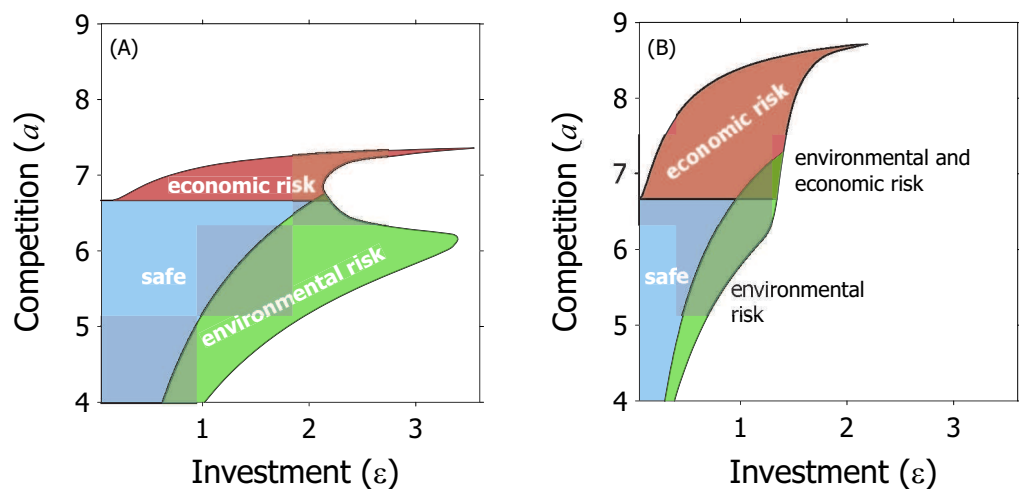 (A)
9
8
7
6
5
4
Competition (a)
economic risk
safe
environmental risk
1
2
3
Investment (ε)
(B)
9
8
7
6
5
4
Competition (a)
economic risk
environmental and
economic risk
safe
environmental
risk
1
2
3
Investment (ε)